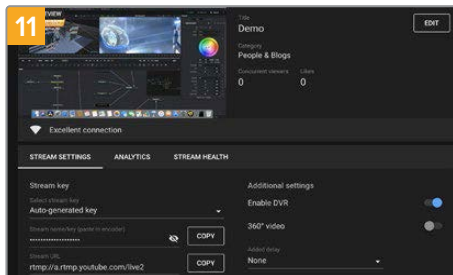 11
PREVIEW
Title
Demo
EDIT
Category
People & Blogs
Concurrent viewers Likes
0 0
Excellent connection
STREAM SETTINGS ANALYTICS STREAM HEALTH
Stream key
Additional settings
Select stream key
Auto-generated key
Enable DVR
Stream name/key (paste in encoder)
COPY
360° video
Stream URL
rtmp://a.rtmp.youtube.com/live2
COPY
Added delay
None